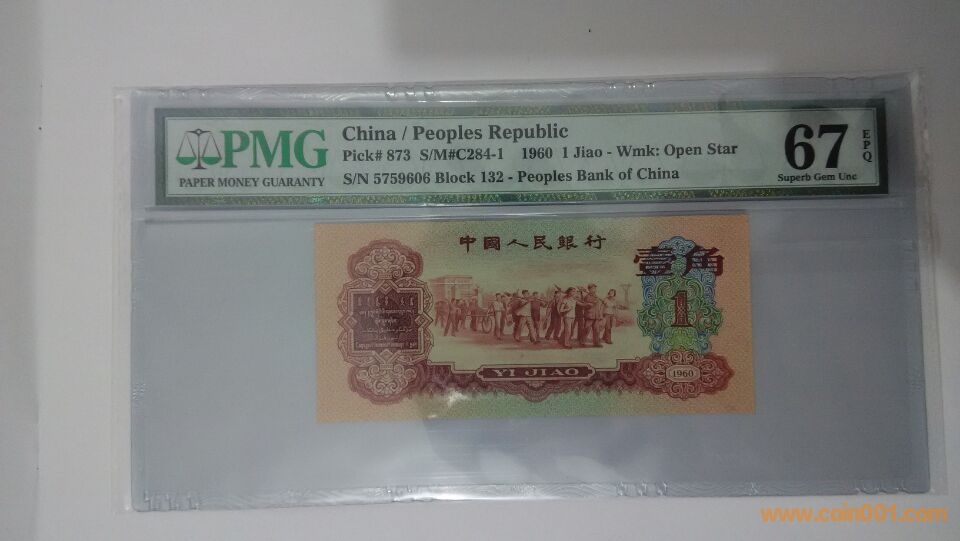 PMG
PAPER MONEY GUARANTY
China / Peoples Republic
Pick# 873 S/M#C284-1 1960 1 Jiao - Wmk: Open Star
S/N 5759606 Block 132 - Peoples Bank of China
67
EPQ
Superb Gem Unc
中國人民銀行
壹角
1
YI JIAO
1960
www.coin001.com